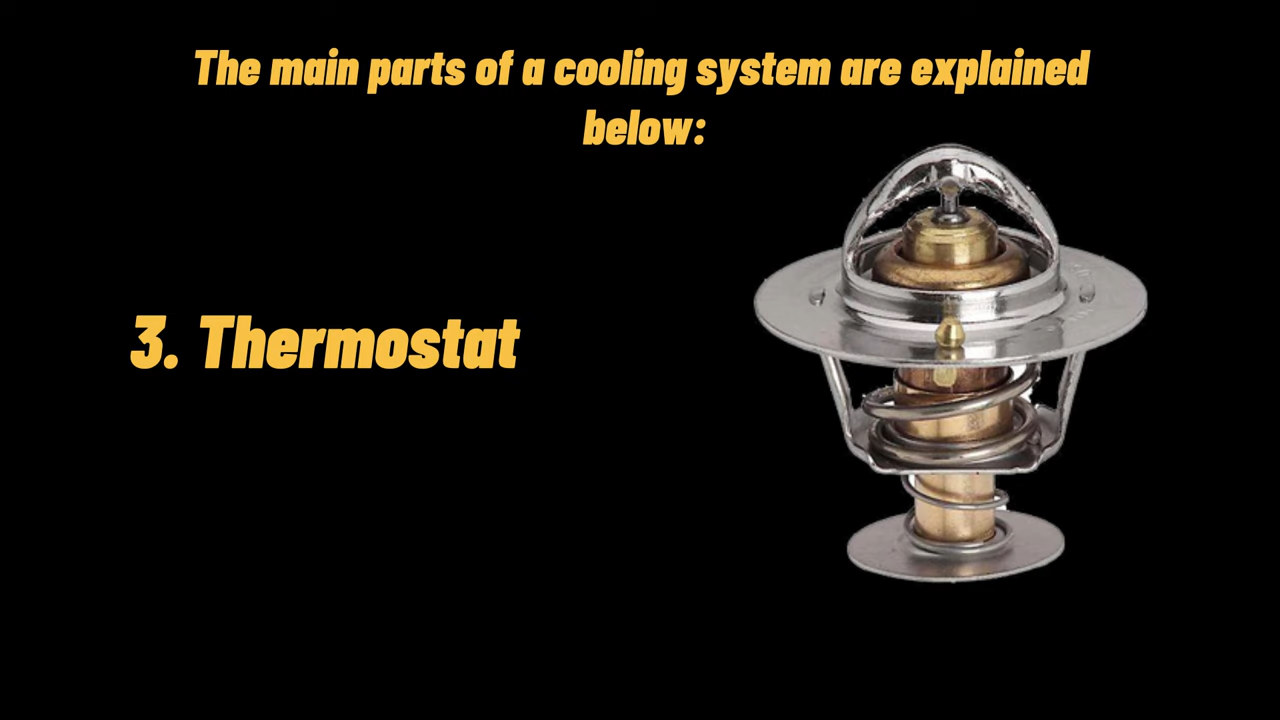 The main parts of a cooling system are explained
below:
3. Thermostat